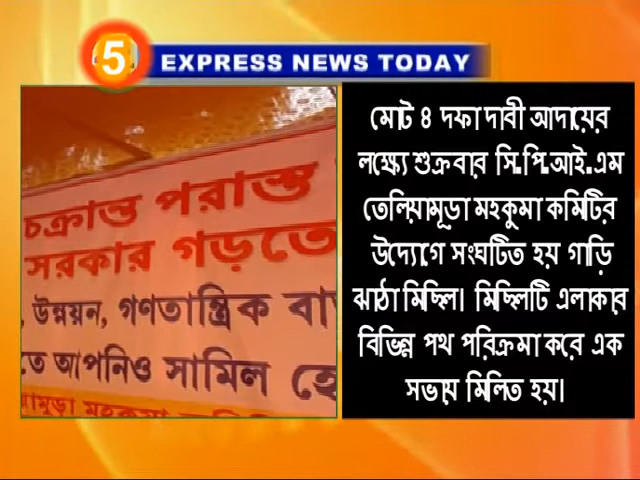 5 EXPRESS NEWS TODAY
চক্রান্ত পরাস্ত
সরকার গড়তে
উন্নয়ন, গণতান্ত্রিক
আপনিও সামিল
মহকুমা
মোট ৪ দফা দাবী আদায়ের
লক্ষ্যে শুক্রবার সি.পি.আই.এম
তেলিয়ামূড়া মহকুমা কমিটির
উদ্যোগে সংঘটিত হয় গাড়ি
ঝাঠা মিছিল। মিছিলটি এলাকার
বিভিন্ন পথ পরিক্রমা করে এক
সভায় মিলিত হয়।